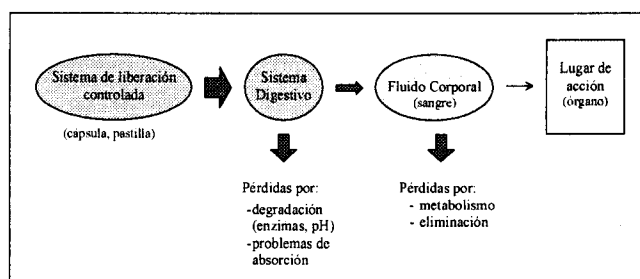 Sistema de liberación
controlada
(cápsula, pastilla)
Sistema
Digestivo
Fluido Corporal
(sangre)
Lugar de
acción
(órgano)
Pérdidas por:
-degradación
(enzimas, pH)
-problemas de
absorción
Pérdidas por:
- metabolismo
- eliminación